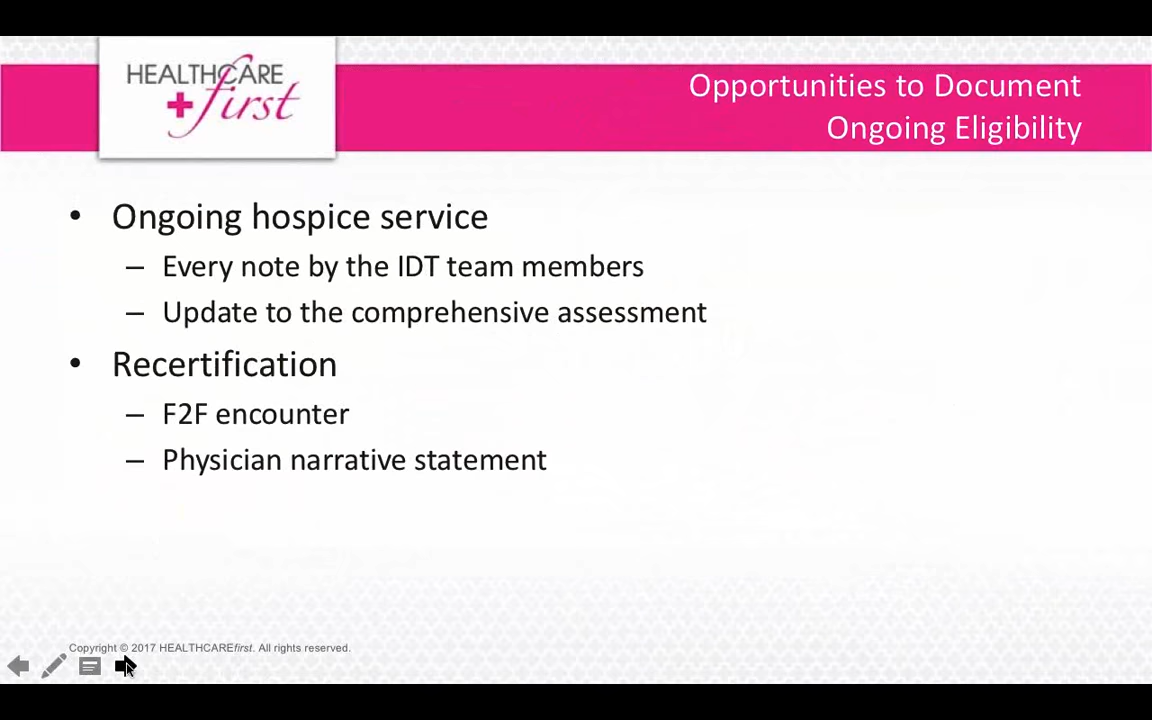 HEALTHCARE
first
Opportunities to Document
Ongoing Eligibility
• Ongoing hospice service
– Every note by the IDT team members
– Update to the comprehensive assessment
• Recertification
– F2F encounter
– Physician narrative statement
Copyright © 2017 HEALTHCAREfirst. All rights reserved.